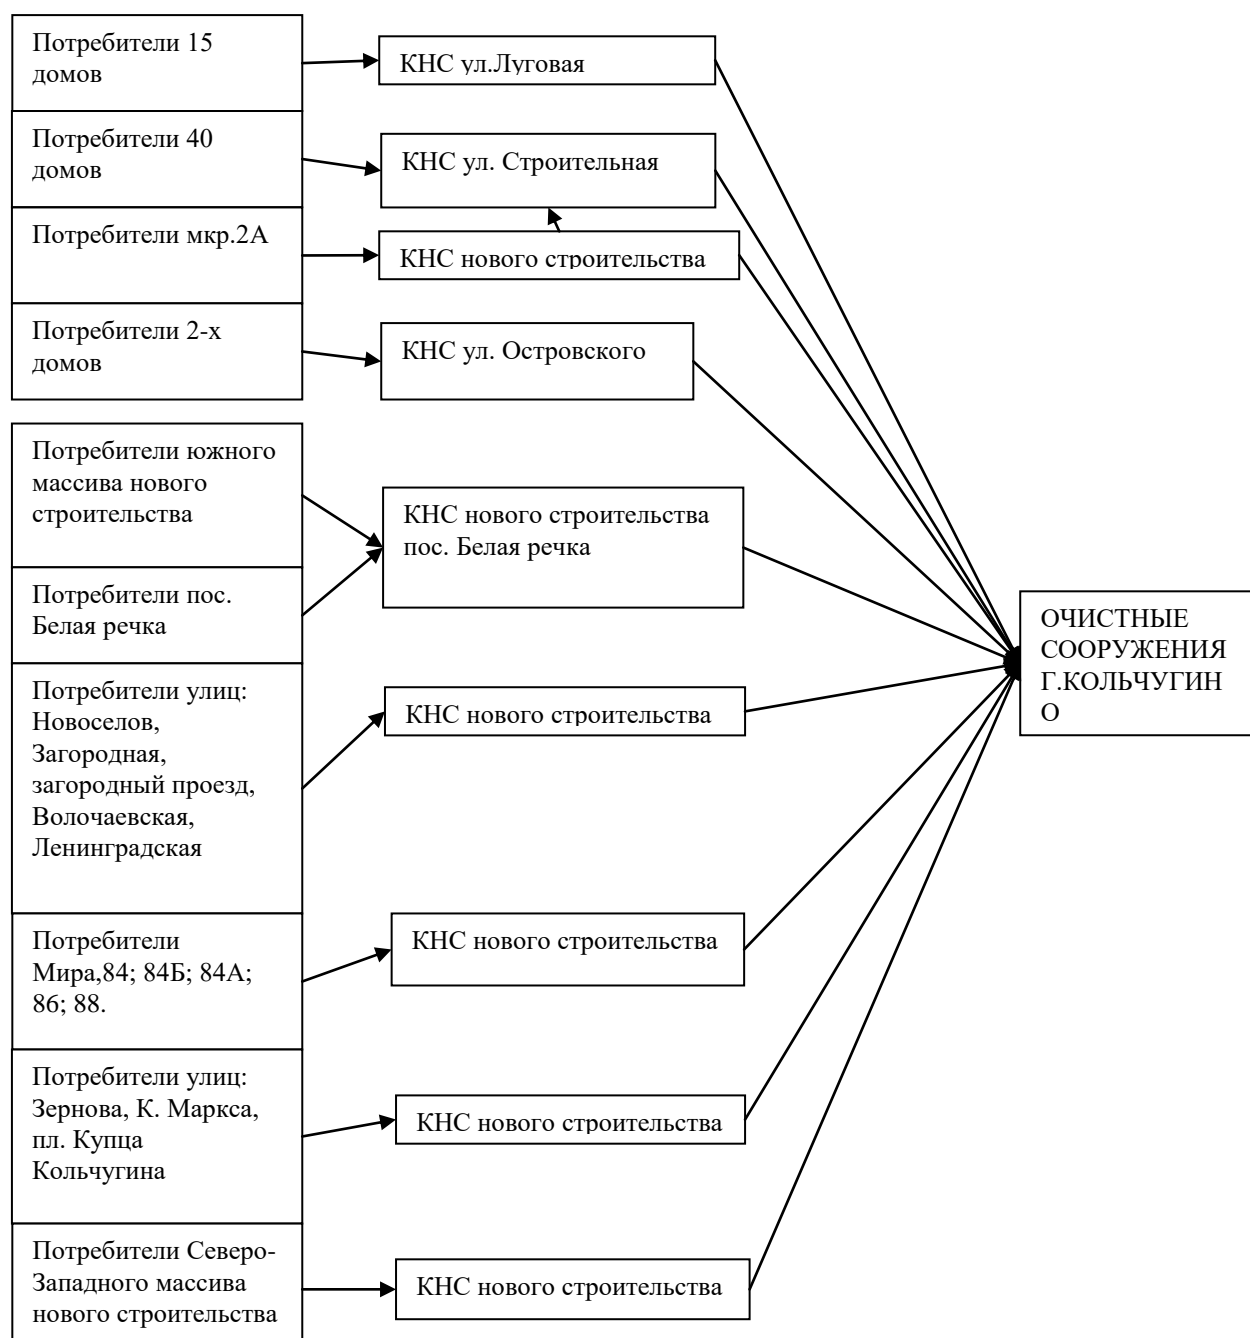 Потребители 15
домов
КНС ул.Луговая
Потребители 40
домов
КНС ул. Строительная
Потребители мкр.2А
КНС нового строительства
Потребители 2-х
домов
КНС ул. Островского
Потребители южного
массива нового
строительства
КНС нового строительства
пос. Белая речка
Потребители пос.
Белая речка
ОЧИСТНЫЕ
СООРУЖЕНИЯ
Г.КОЛЬЧУГИН
О
Потребители улиц:
Новоселов,
Загородная,
загородный проезд,
Волочаевская,
Ленинградская
КНС нового строительства
Потребители
Мира,84; 84Б; 84А;
86; 88.
КНС нового строительства
Потребители улиц:
Зернова, К. Маркса,
пл. Купца
Кольчугина
КНС нового строительства
Потребители Северо-
Западного массива
нового строительства
КНС нового строительства